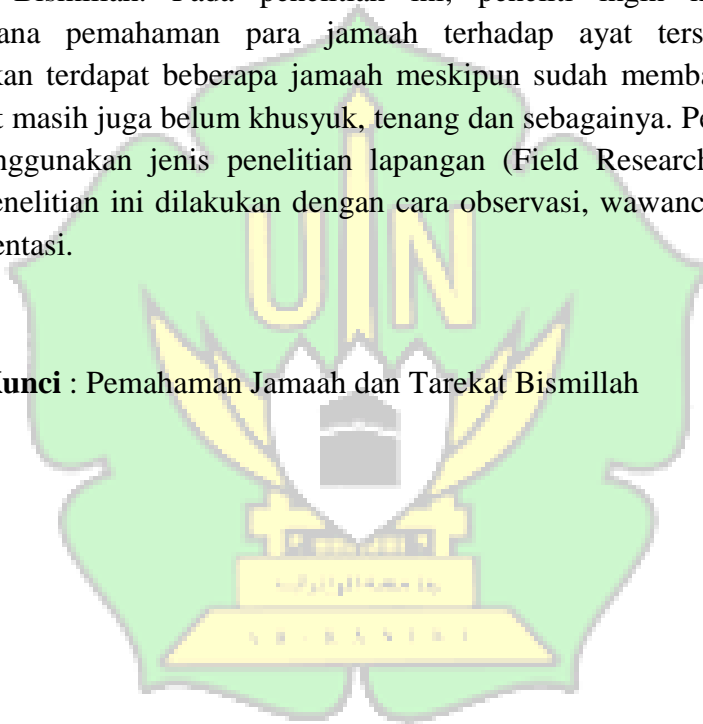 Bismillah. Pada penelitian ini, peneliti ingin
ana pemahaman para jamaah terhadap ayat ters
kan terdapat beberapa jamaah meskipun sudah memba
t masih juga belum khusyuk, tenang dan sebagainya. Pe
nggunakan jenis penelitian lapangan (Field Research
enelitian ini dilakukan dengan cara observasi, wawanc
entasi.
UIN
Kunci : Pemahaman Jamaah dan Tarekat Bismillah